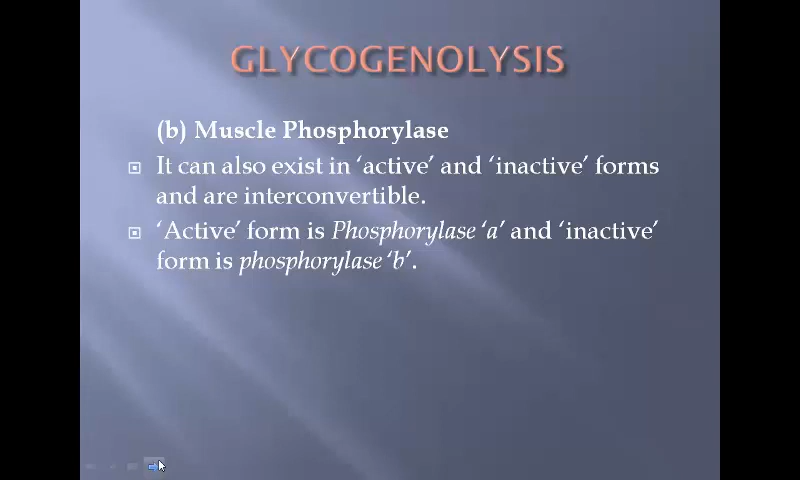 GLYCOGENOLYSIS
(b) Muscle Phosphorylase
It can also exist in ‘active’ and ‘inactive’ forms
and are interconvertible.
‘Active’ form is Phosphorylase ‘a’ and ‘inactive’
form is phosphorylase ‘b’.